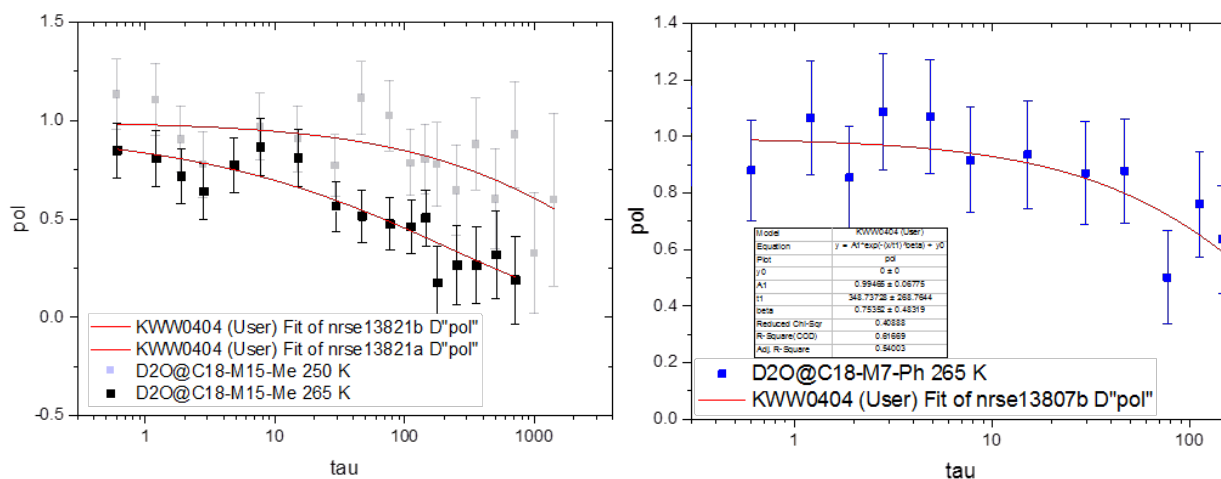 pol
1.5
1.0
0.5
0.0
-0.5
1
10
100
1000
tau
KWW0404 (User) Fit of nrse13821b D"pol"
KWW0404 (User) Fit of nrse13821a D"pol"
D2O@C18-M15-Me 250 K
D2O@C18-M15-Me 265 K
pol
1.4
1.2
1.0
0.8
0.6
0.4
0.2
0.0
1
10
100
tau
Model KWW0404 (User)
Equation y = A1*exp(-(x/t1)^beta) + y0
Plot pol
y0 0 ± 0
A1 0.99465 ± 0.06775
t1 348.73728 ± 268.7644
beta 0.75352 ± 0.48319
Reduced Chi-Sqr 0.40888
R-Square(COD) 0.61669
Adj. R-Square 0.54003
D2O@C18-M7-Ph 265 K
KWW0404 (User) Fit of nrse13807b D"pol"